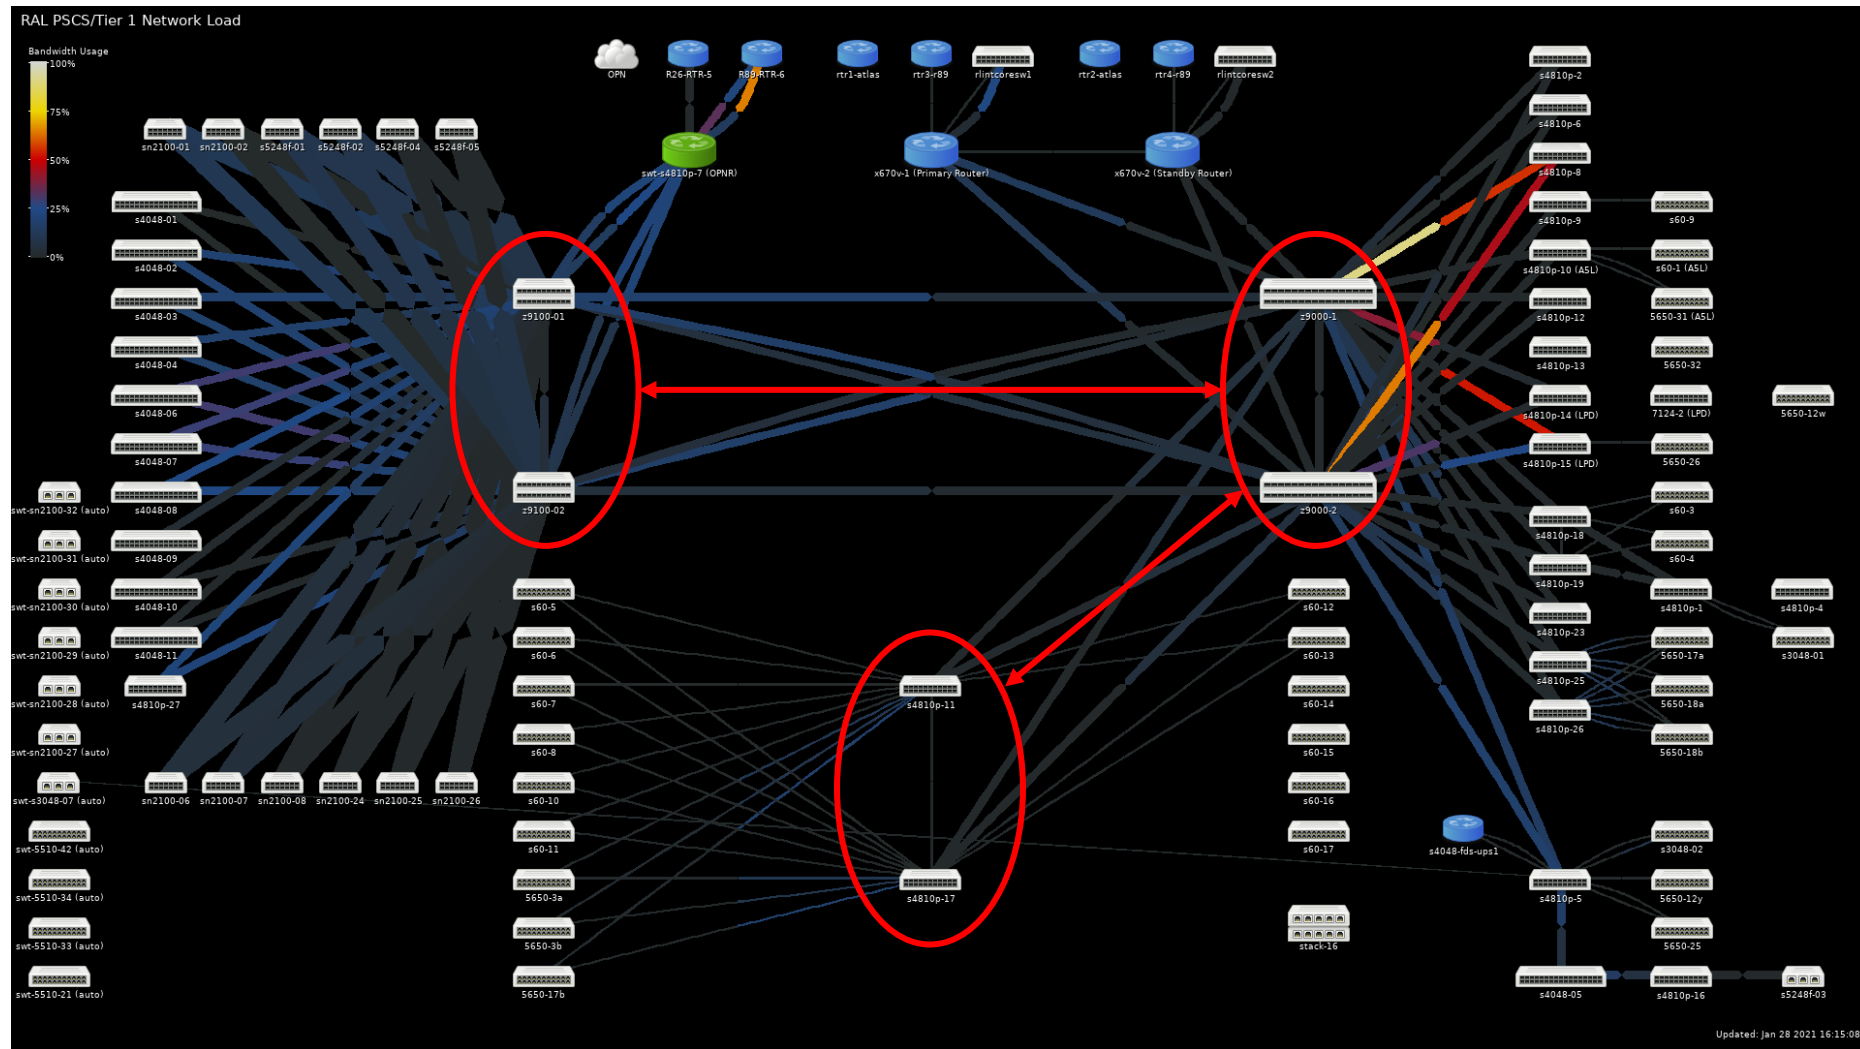 RAL PSCS/Tier 1 Network Load
Bandwidth Usage
100%
75%
50%
25%
0%
OPN
R26-RTR-5
R89-RTR-6
rtr1-atlas
rtr3-r89
rlintcoresw1
rtr2-atlas
rtr4-r89
rlintcoresw2
s4810p-2
s4810p-6
sn2100-01
sn2100-02
s5248f-01
s5248f-02
s5248f-04
s5248f-05
swt-s4810p-7 (OPNR)
x670v-1 (Primary Router)
x670v-2 (Standby Router)
s4810p-8
s4048-01
s4810p-9
s60-9
s4048-02
s4810p-10 (A5L)
s60-1 (A5L)
s4048-03
z9100-01
z9000-1
s4810p-12
5650-31 (A5L)
s4048-04
s4810p-13
5650-32
s4048-06
s4810p-14 (LPD)
7124-2 (LPD)
5650-12w
s4048-07
s4810p-15 (LPD)
5650-26
swt-sn2100-32 (auto)
s4048-08
z9100-02
z9000-2
s60-3
s4810p-18
swt-sn2100-31 (auto)
s4048-09
s60-4
s4810p-19
swt-sn2100-30 (auto)
s4048-10
s60-5
s60-12
s4810p-1
s4810p-4
s4810p-23
swt-sn2100-29 (auto)
s4048-11
s60-6
s60-13
5650-17a
s3048-01
s4810p-25
swt-sn2100-28 (auto)
s4810p-27
s60-7
s4810p-11
s60-14
5650-18a
s4810p-26
swt-sn2100-27 (auto)
s60-8
s60-15
5650-18b
swt-s3048-07 (auto)
sn2100-06
sn2100-07
sn2100-08
sn2100-24
sn2100-25
sn2100-26
s60-10
s60-16
swt-5510-42 (auto)
s60-11
s60-17
s4048-fds-ups1
s3048-02
swt-5510-34 (auto)
5650-3a
s4810p-17
s4810p-5
5650-12y
swt-5510-33 (auto)
5650-3b
stack-16
5650-25
swt-5510-21 (auto)
5650-17b
s4048-05
s4810p-16
s5248f-03
Updated: Jan 28 2021 16:15:08